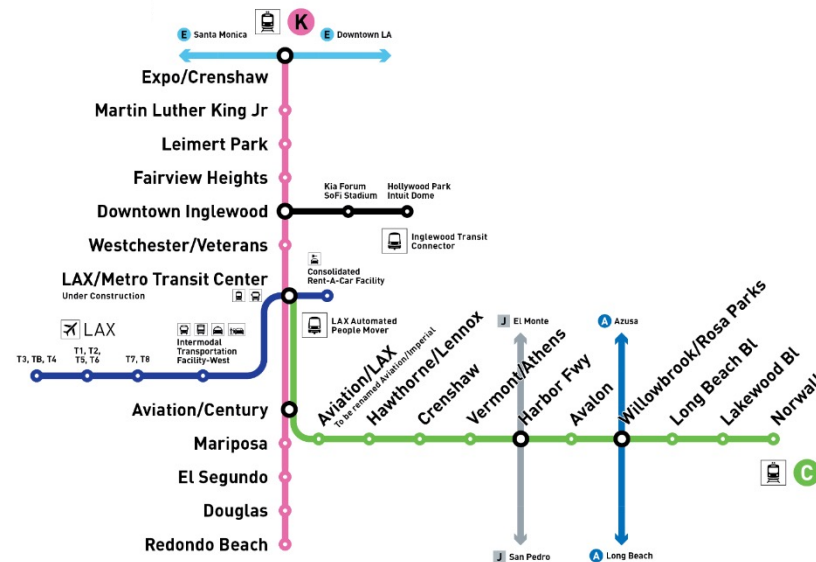 K
E Santa Monica
E Downtown LA
Expo/Crenshaw
Martin Luther King Jr
Leimert Park
Fairview Heights
Kia Forum
SoFi Stadium
Hollywood Park
Intuit Dome
Downtown Inglewood
Inglewood Transit
Connector
Westchester/Veterans
LAX/Metro Transit Center
Under Construction
Consolidated
Rent-A-Car Facility
LAX Automated
People Mover
LAX
T3, TB, T4
T1, T2,
T5, T6
T7, T8
Intermodal
Transportation
Facility-West
J El Monte
A Azusa
Aviation/Century
Aviation/LAX
To be renamed Aviation/Imperial
Hawthorne/Lennox
Crenshaw
Vermont/Athens
Harbor Fwy
Avalon
Willowbrook/Rosa Parks
Long Beach Bl
Lakewood Bl
Norwalk
Mariposa
El Segundo
C
Douglas
Redondo Beach
J San Pedro
A Long Beach